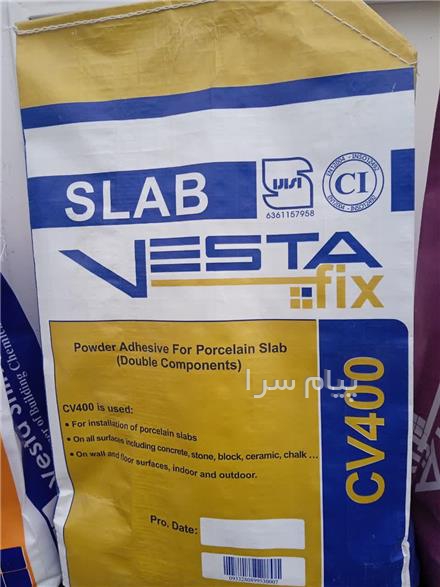 SLAB
ISIRI
6361157958
CI
VESTA
fix
Powder Adhesive For Porcelain Slab
(Double Components)
پیام سرا
CV400 is used:
• For installation of porcelain slabs
• On all surfaces including concrete, stone, block, ceramic, chalk ...
• On wall and floor surfaces, indoor and outdoor.
CV400
Pro. Date: